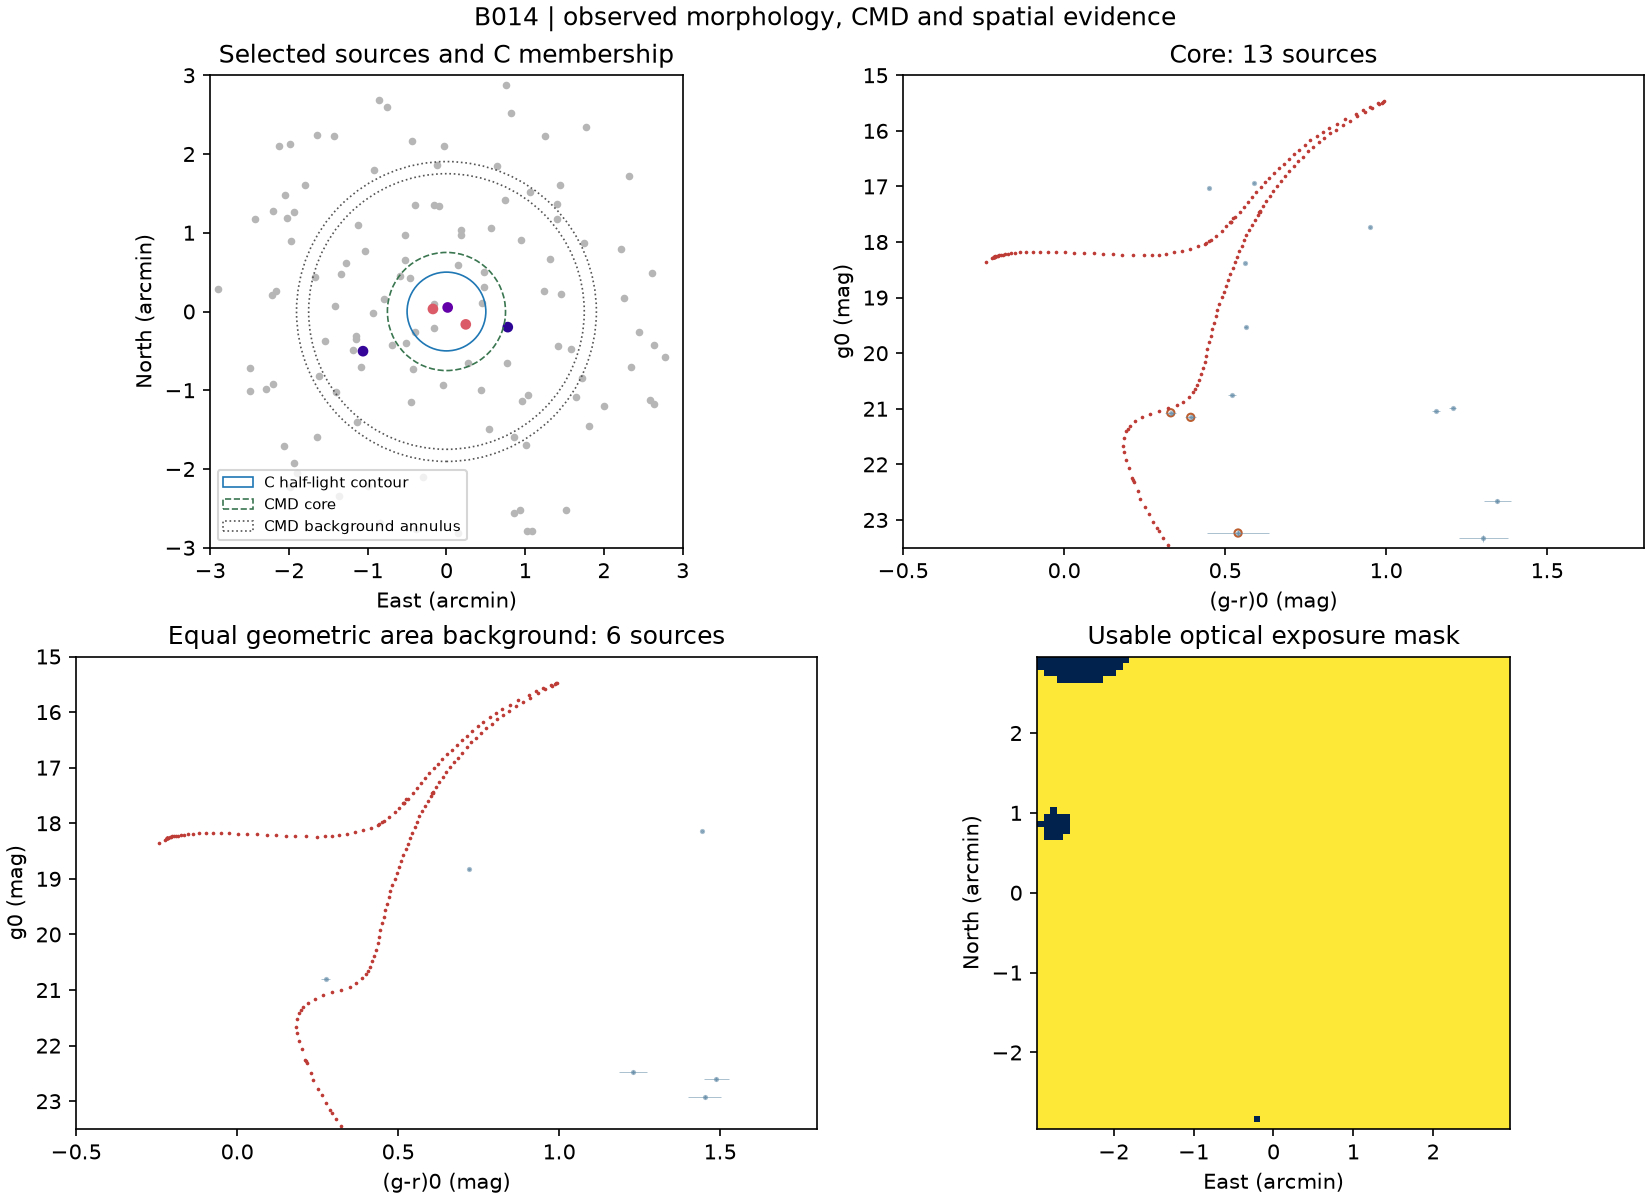 B014 | observed morphology, CMD and spatial evidence
Selected sources and C membership
3
2
1
0
−1
−2
−3
North (arcmin)
C half-light contour
CMD core
CMD background annulus
−3 −2 −1 0 1 2 3
East (arcmin)
Core: 13 sources
15
16
17
18
19
20
21
22
23
g0 (mag)
−0.5 0.0 0.5 1.0 1.5
(g-r)0 (mag)
Equal geometric area background: 6 sources
15
16
17
18
19
20
21
22
23
g0 (mag)
−0.5 0.0 0.5 1.0 1.5
(g-r)0 (mag)
Usable optical exposure mask
2
1
0
−1
−2
North (arcmin)
−2 −1 0 1 2
East (arcmin)